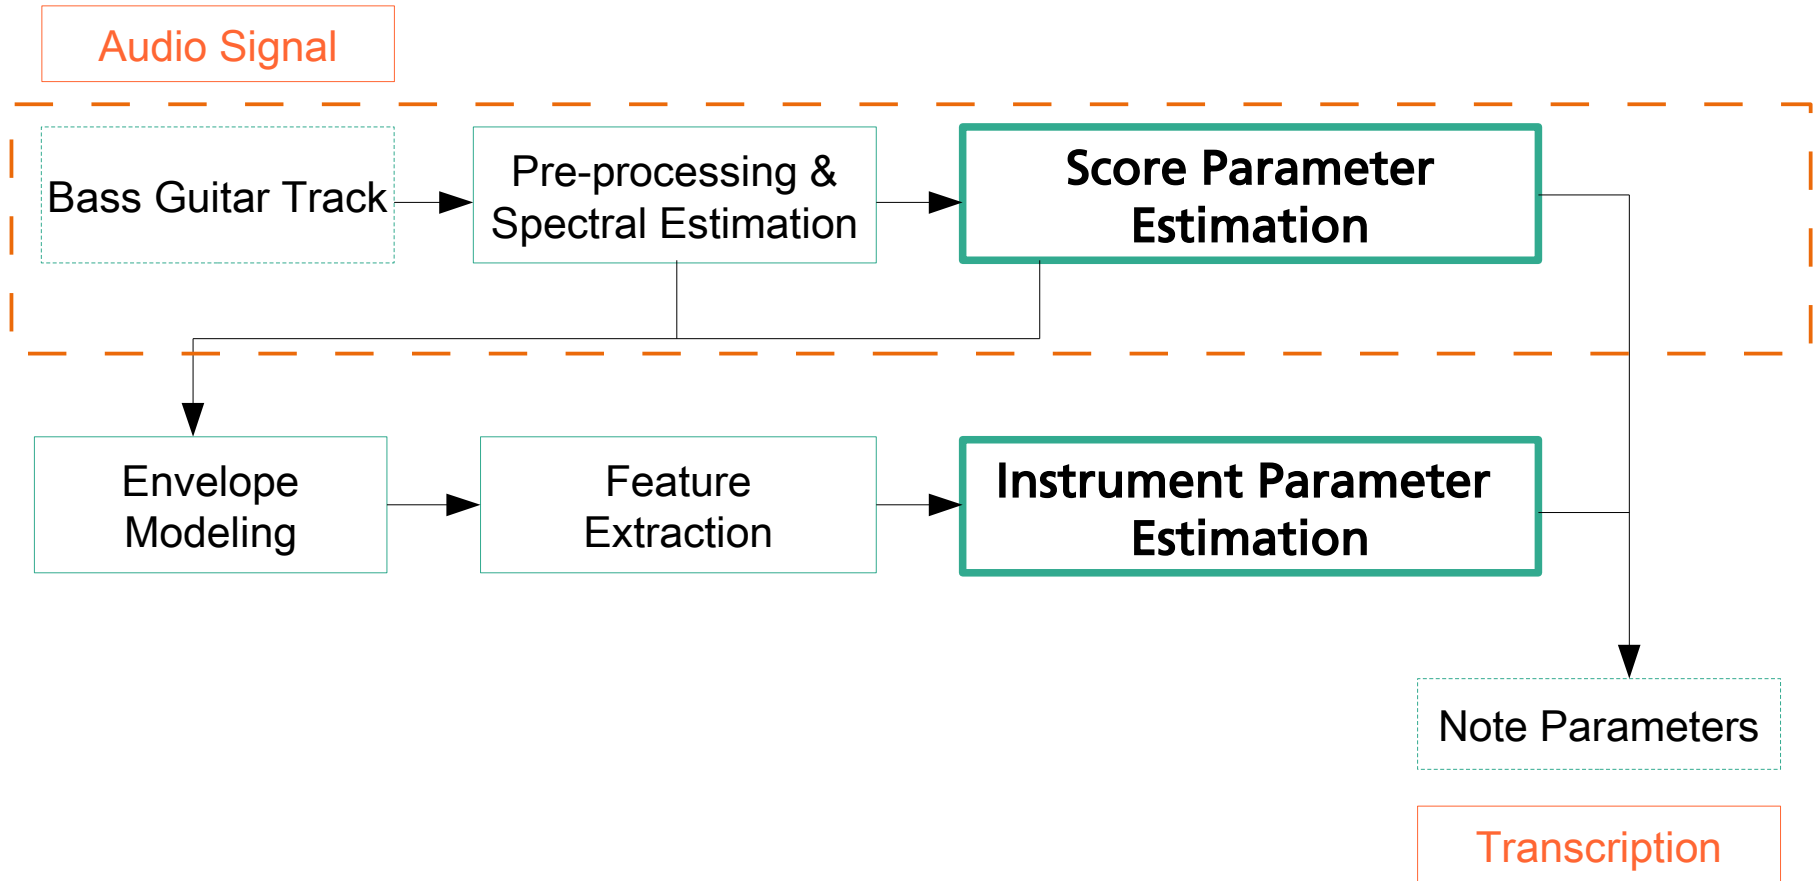 Audio Signal
Bass Guitar Track
Pre-processing &
Spectral Estimation
Score Parameter
Estimation
Envelope
Modeling
Feature
Extraction
Instrument Parameter
Estimation
Note Parameters
Transcription